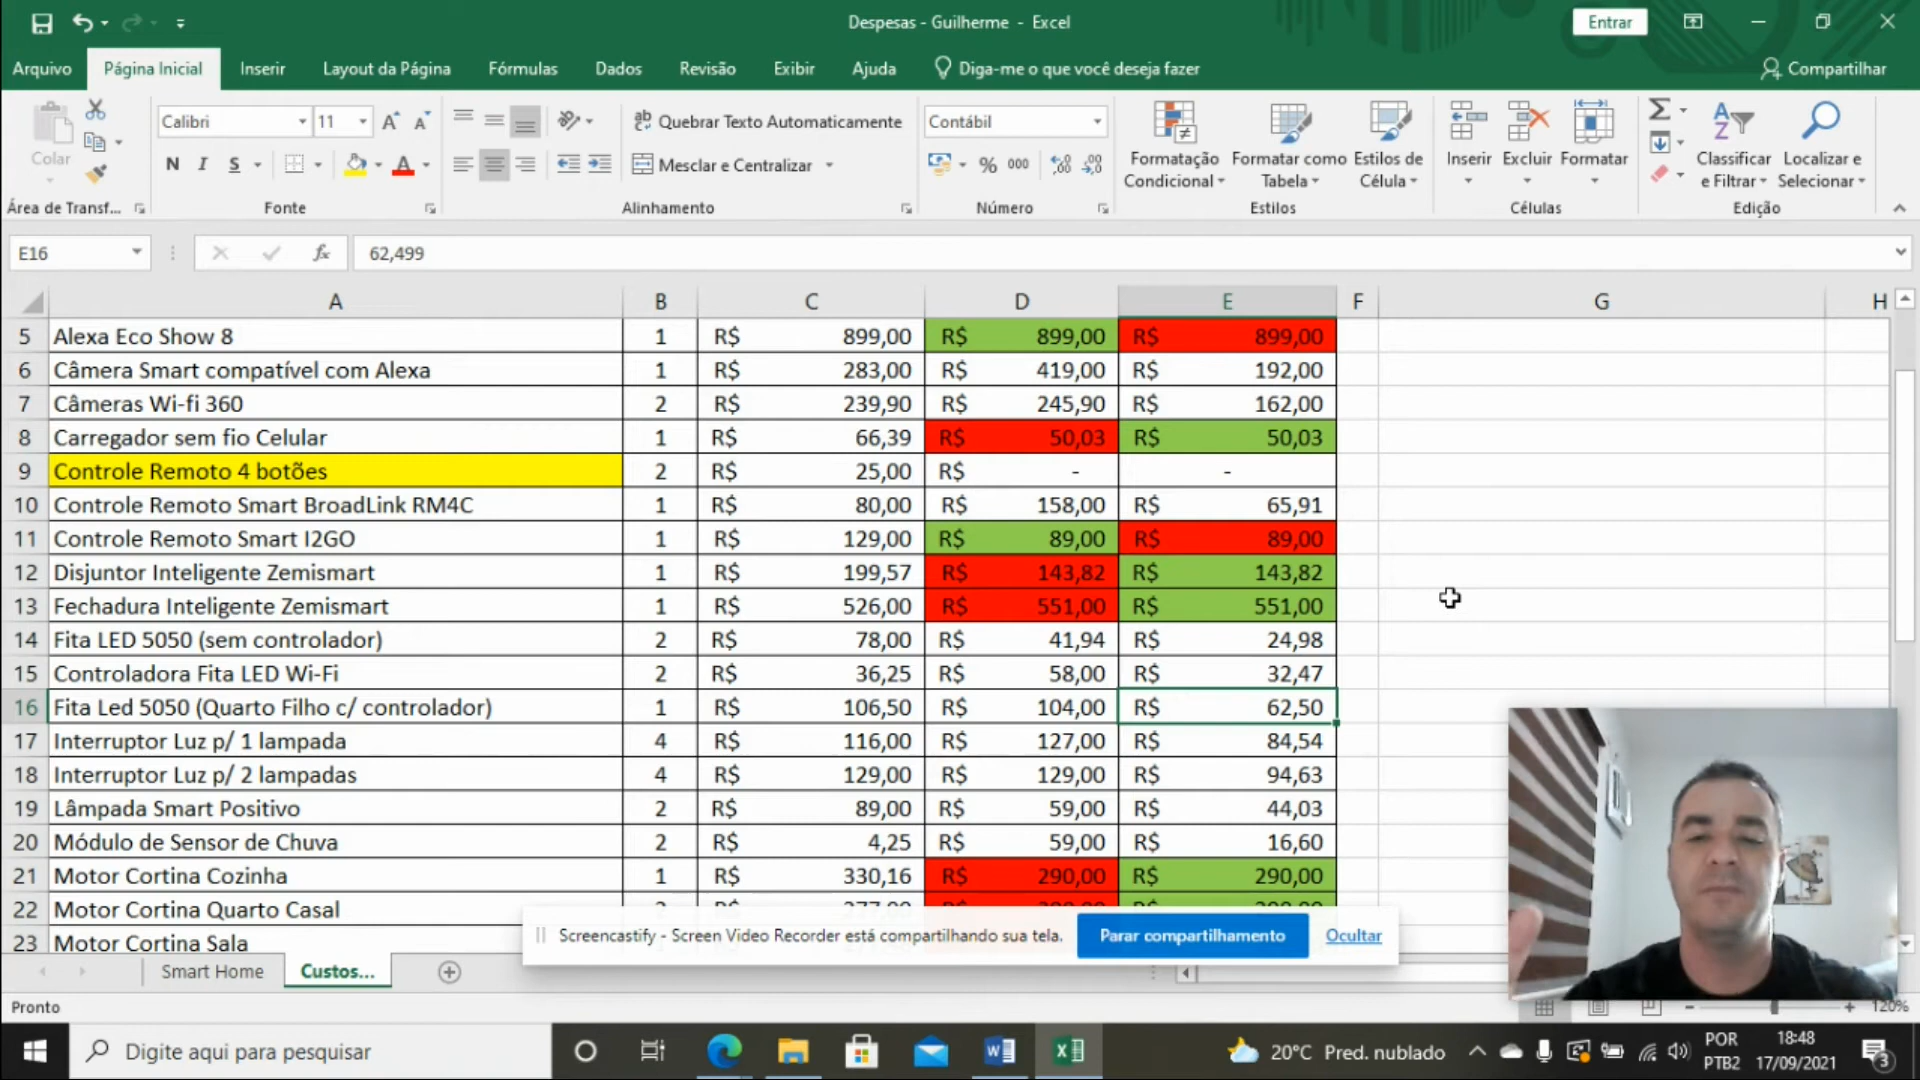 Despesas - Guilherme - Excel
Entrar
Arquivo Página Inicial Inserir Layout da Página Fórmulas Dados Revisão Exibir Ajuda Diga-me o que você deseja fazer Compartilhar
Colar
Calibri 11
N I S
Quebrar Texto Automaticamente
Mesclar e Centralizar
Contábil
% 000
Formatação Condicional
Formatar como Tabela
Estilos de Célula
Inserir Excluir Formatar
Classificar e Filtrar
Localizar e Selecionar
Área de Transf... Fonte Alinhamento Número Estilos Células Edição
E16 fx 62,499
A B C D E F G H
5 Alexa Eco Show 8 1 R$ 899,00 R$ 899,00 R$ 899,00
6 Câmera Smart compatível com Alexa 1 R$ 283,00 R$ 419,00 R$ 192,00
7 Câmeras Wi-fi 360 2 R$ 239,90 R$ 245,90 R$ 162,00
8 Carregador sem fio Celular 1 R$ 66,39 R$ 50,03 R$ 50,03
9 Controle Remoto 4 botões 2 R$ 25,00 R$ - -
10 Controle Remoto Smart BroadLink RM4C 1 R$ 80,00 R$ 158,00 R$ 65,91
11 Controle Remoto Smart I2GO 1 R$ 129,00 R$ 89,00 R$ 89,00
12 Disjuntor Inteligente Zemismart 1 R$ 199,57 R$ 143,82 R$ 143,82
13 Fechadura Inteligente Zemismart 1 R$ 526,00 R$ 551,00 R$ 551,00
14 Fita LED 5050 (sem controlador) 2 R$ 78,00 R$ 41,94 R$ 24,98
15 Controladora Fita LED Wi-Fi 2 R$ 36,25 R$ 58,00 R$ 32,47
16 Fita Led 5050 (Quarto Filho c/ controlador) 1 R$ 106,50 R$ 104,00 R$ 62,50
17 Interruptor Luz p/ 1 lampada 4 R$ 116,00 R$ 127,00 R$ 84,54
18 Interruptor Luz p/ 2 lampadas 4 R$ 129,00 R$ 129,00 R$ 94,63
19 Lâmpada Smart Positivo 2 R$ 89,00 R$ 59,00 R$ 44,03
20 Módulo de Sensor de Chuva 2 R$ 4,25 R$ 59,00 R$ 16,60
21 Motor Cortina Cozinha 1 R$ 330,16 R$ 290,00 R$ 290,00
22 Motor Cortina Quarto Casal
23 Motor Cortina Sala
Screencastify - Screen Video Recorder está compartilhando sua tela. Parar compartilhamento Ocultar
Smart Home Custos...
Pronto
120%
Digite aqui para pesquisar
20°C Pred. nublado
POR
PTB2
18:48
17/09/2021
3